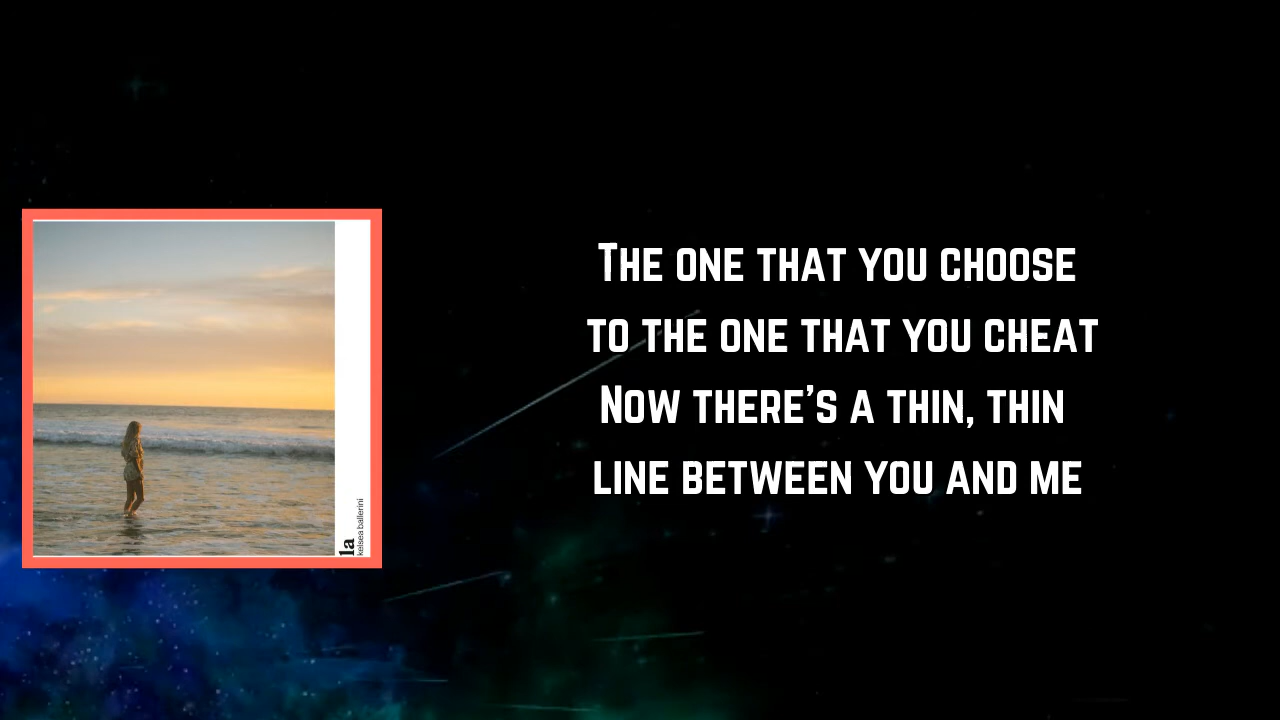 The one that you choose
to the one that you cheat
Now there's a thin, thin
line between you and me
la
kelsea ballerini